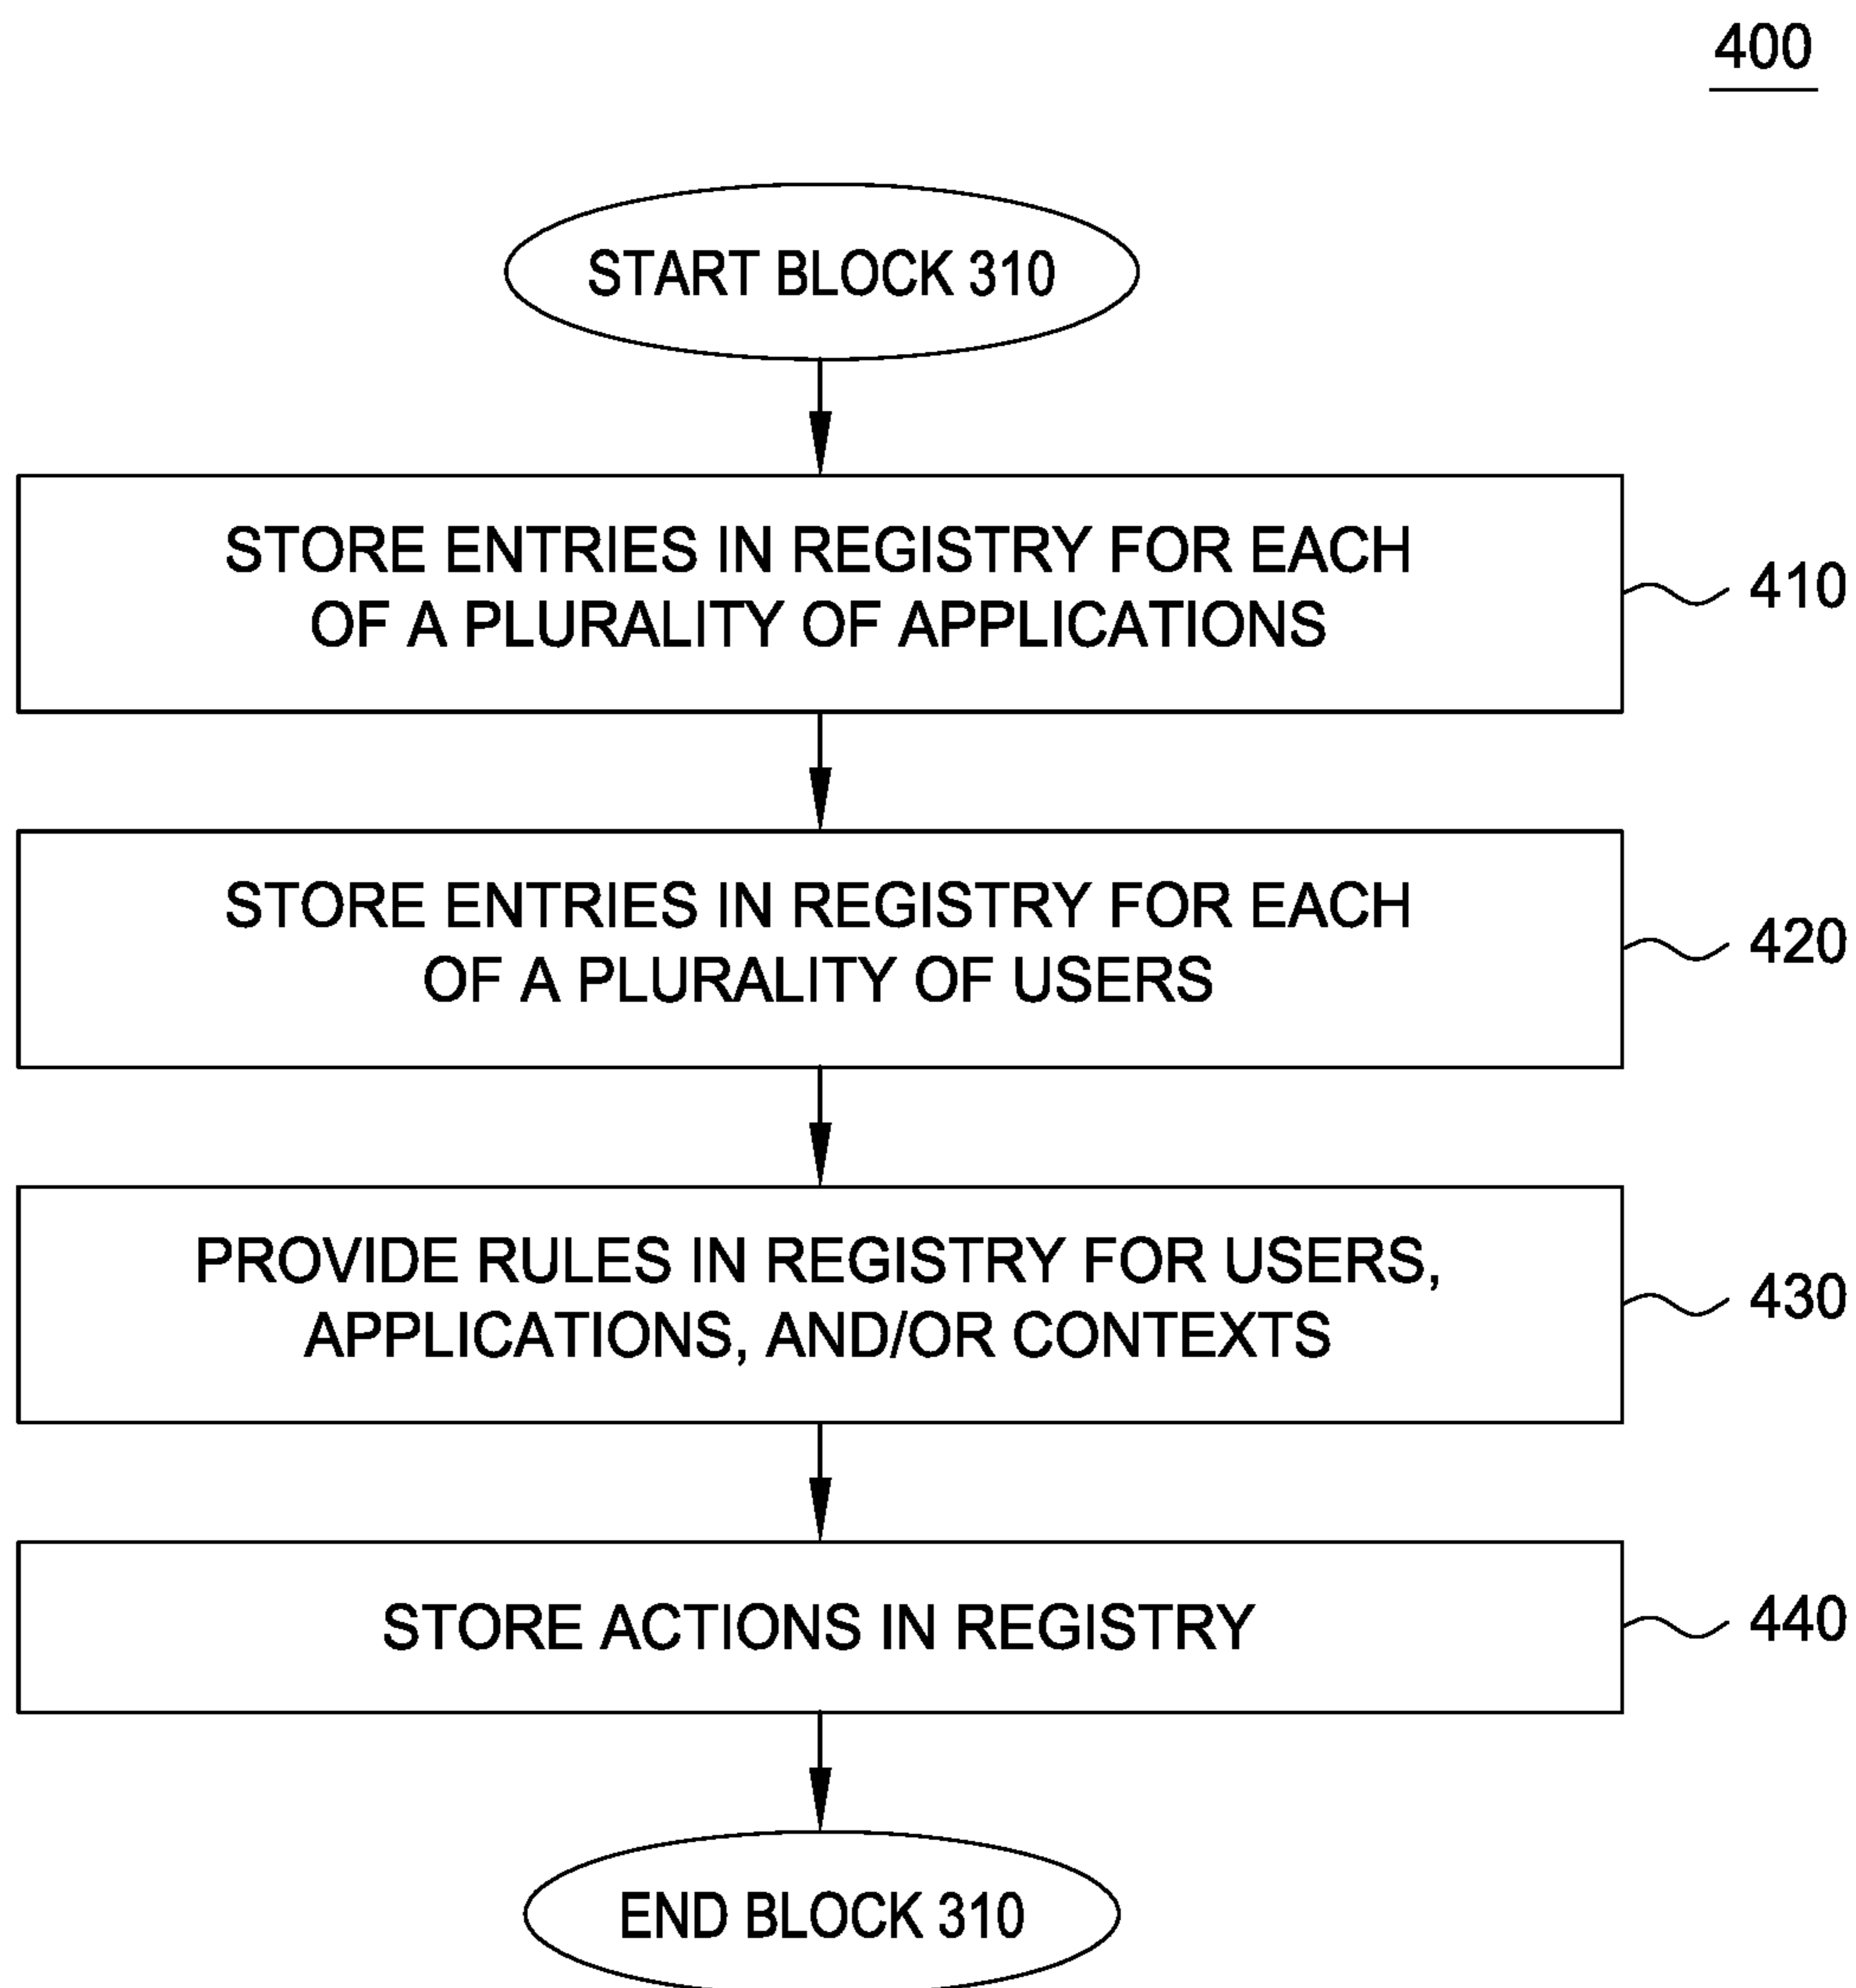 400
START BLOCK 310
STORE ENTRIES IN REGISTRY FOR EACH
OF A PLURALITY OF APPLICATIONS
410
STORE ENTRIES IN REGISTRY FOR EACH
OF A PLURALITY OF USERS
420
PROVIDE RULES IN REGISTRY FOR USERS,
APPLICATIONS, AND/OR CONTEXTS
430
STORE ACTIONS IN REGISTRY
440
END BLOCK 310